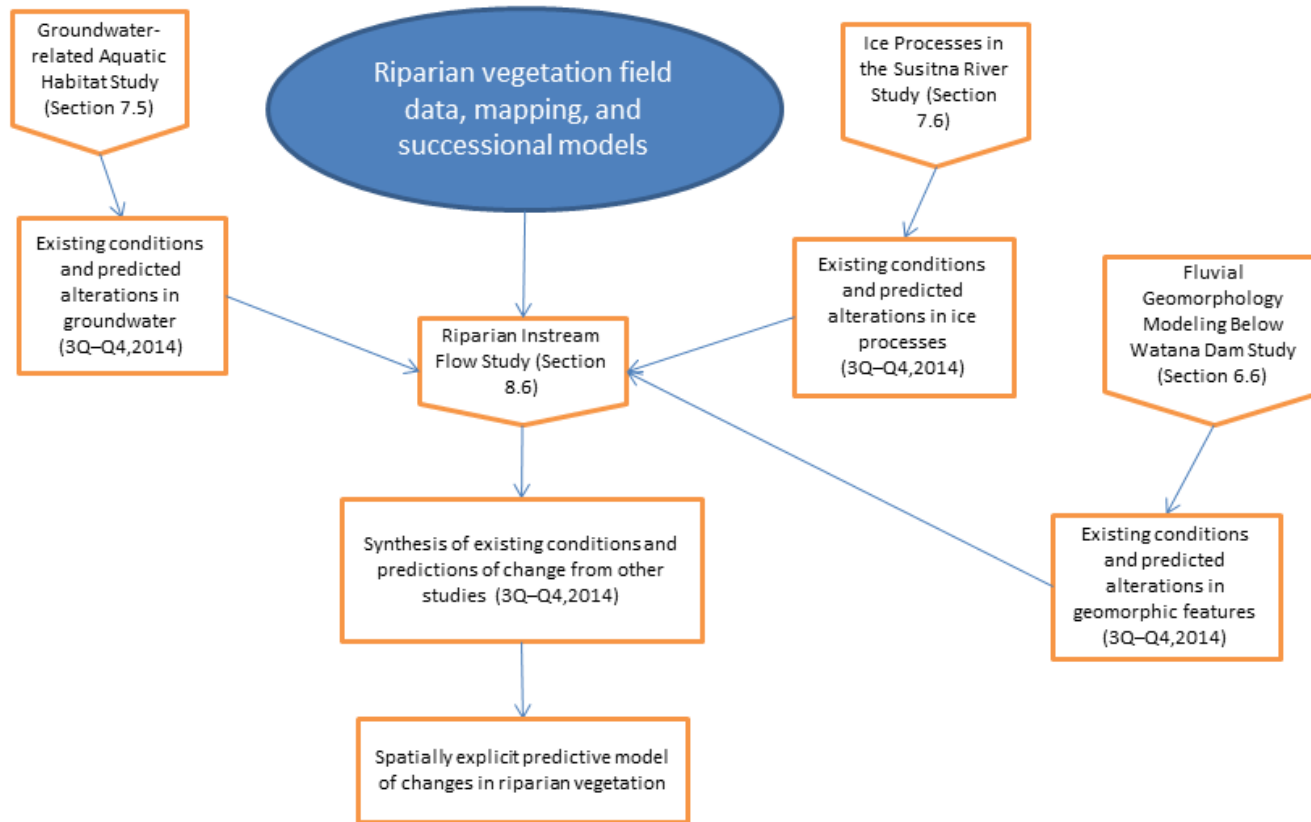 Groundwater-
related Aquatic
Habitat Study
(Section 7.5)
Riparian vegetation field
data, mapping, and
successional models
Ice Processes in
the Susitna River
Study (Section
7.6)
Existing conditions
and predicted
alterations in
groundwater
(3Q–Q4,2014)
Riparian Instream
Flow Study (Section
8.6)
Existing conditions
and predicted
alterations in ice
processes
(3Q–Q4,2014)
Fluvial
Geomorphology
Modeling Below
Watana Dam Study
(Section 6.6)
Synthesis of existing conditions and
predictions of change from other
studies (3Q–Q4,2014)
Existing conditions
and predicted
alterations in
geomorphic features
(3Q–Q4,2014)
Spatially explicit predictive model
of changes in riparian vegetation